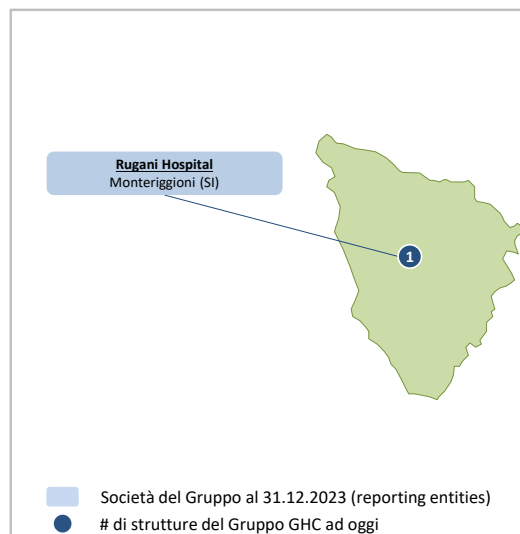 Rugani Hospital
Monteriggioni (SI)
1
Società del Gruppo al 31.12.2023 (reporting entities)
# di strutture del Gruppo GHC ad oggi